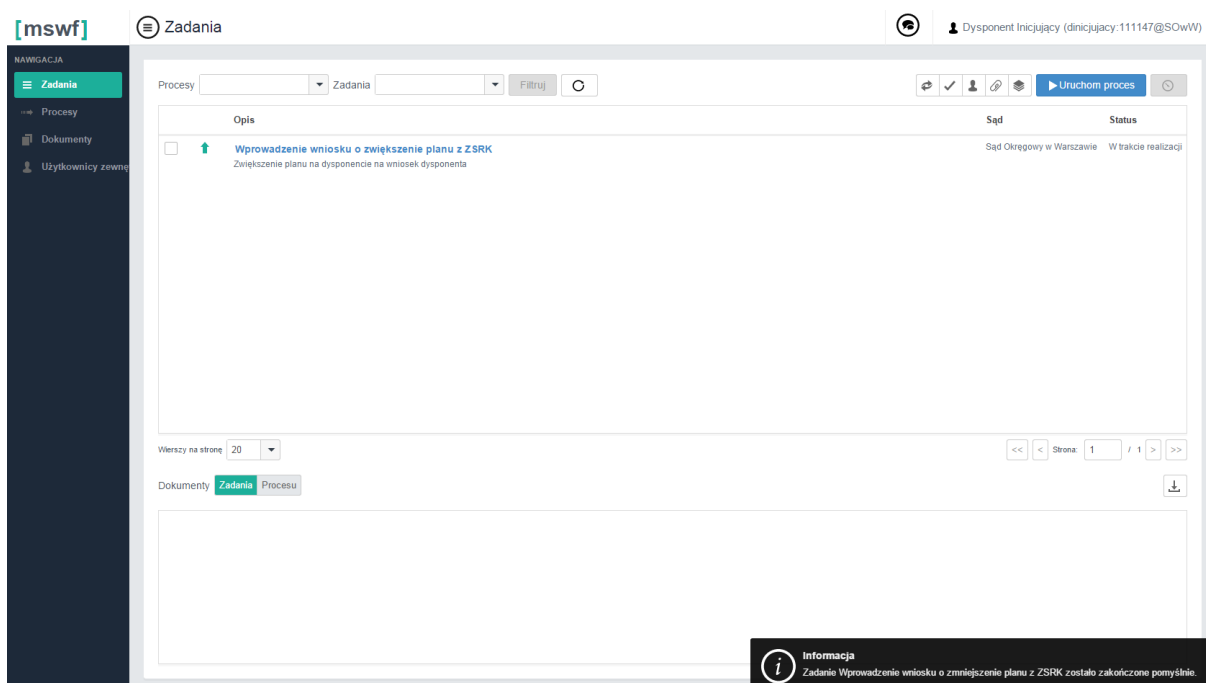 [mswf]
Zadania
Dysponent Inicjujący (dinicjujacy:111147@SOwW)
NAWIGACJA
Zadania
Procesy
Dokumenty
Użytkownicy zewnę
Procesy
Zadania
Filtruj
Uruchom proces
Opis
Sąd
Status
Wprowadzenie wniosku o zwiększenie planu z ZSRK
Sąd Okręgowy w Warszawie
W trakcie realizacji
Zwiększenie planu na dysponencie na wniosek dysponenta
Wierszy na stronę 20
<< < Strona: 1 / 1 > >>
Dokumenty Zadania Procesu
Informacja
Zadanie Wprowadzenie wniosku o zmniejszenie planu z ZSRK zostało zakończone pomyślnie.